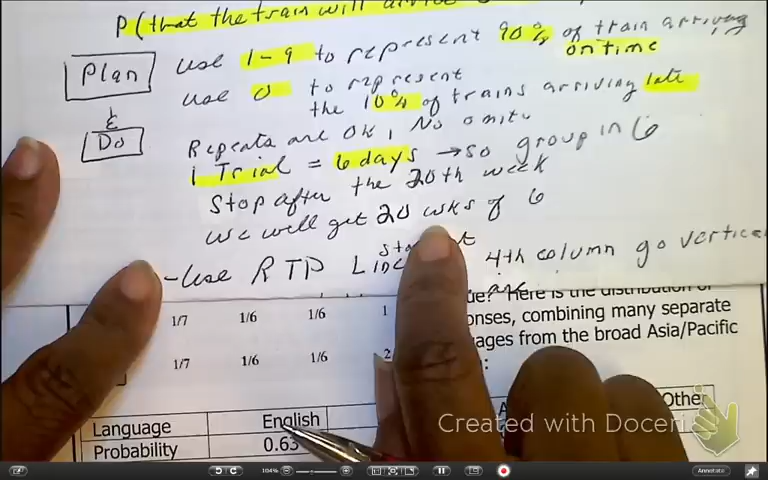 P(that the train will
Plan
use 1-9 to represent 90% of train arriving
on time
use 0 to represent
the 10% of trains arriving late
&
Do
Repeats are OK, No omits
1 Trial = 6 days → so group in 6
Stop after the 20th week
we will get 20 wks of 6
-Use RTP Line 4th column go vertical
1/7 1/6 1/6 1
ue? Here is the distribution of
onses, combining many separate
ages from the broad Asia/Pacific
1/7 1/6 1/6 2
:
Language English Other
Probability 0.63
Created with Doceri
104%
Annotate